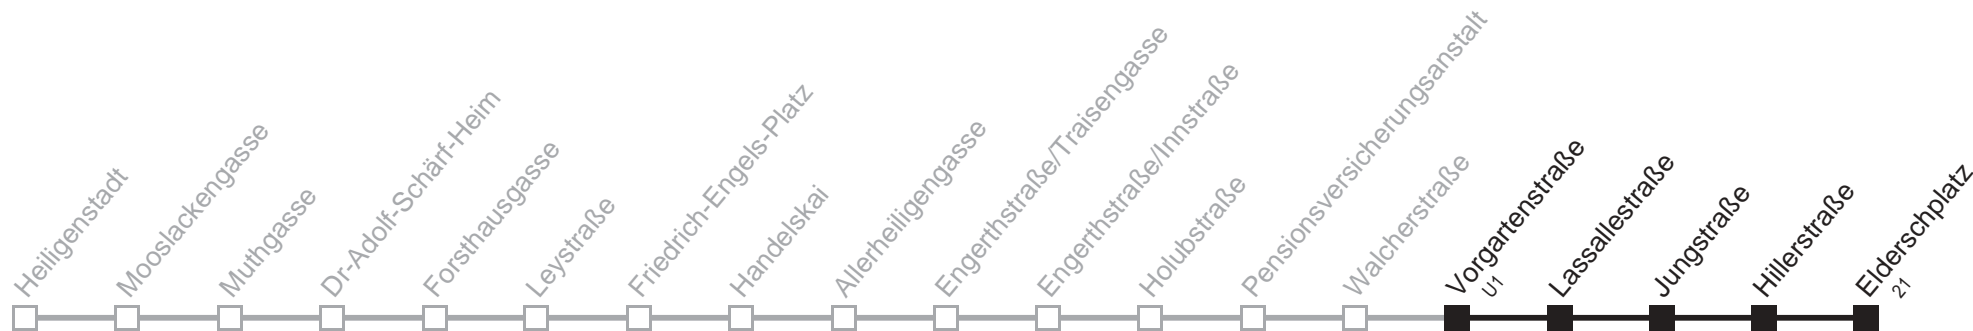 Heiligenstadt
Mooslackengasse
Muthgasse
Dr-Adolf-Schärf-Heim
Forsthausgasse
Leystraße
Friedrich-Engels-Platz
Handelskai
Allerheiligengasse
Engerthstraße/Traisengasse
Engerthstraße/Innstraße
Holubstraße
Pensionsversicherungsanstalt
Walcherstraße
Vorgartenstraße
U1
Lassallestraße
Jungstraße
Hillerstraße
Elderschplatz
21